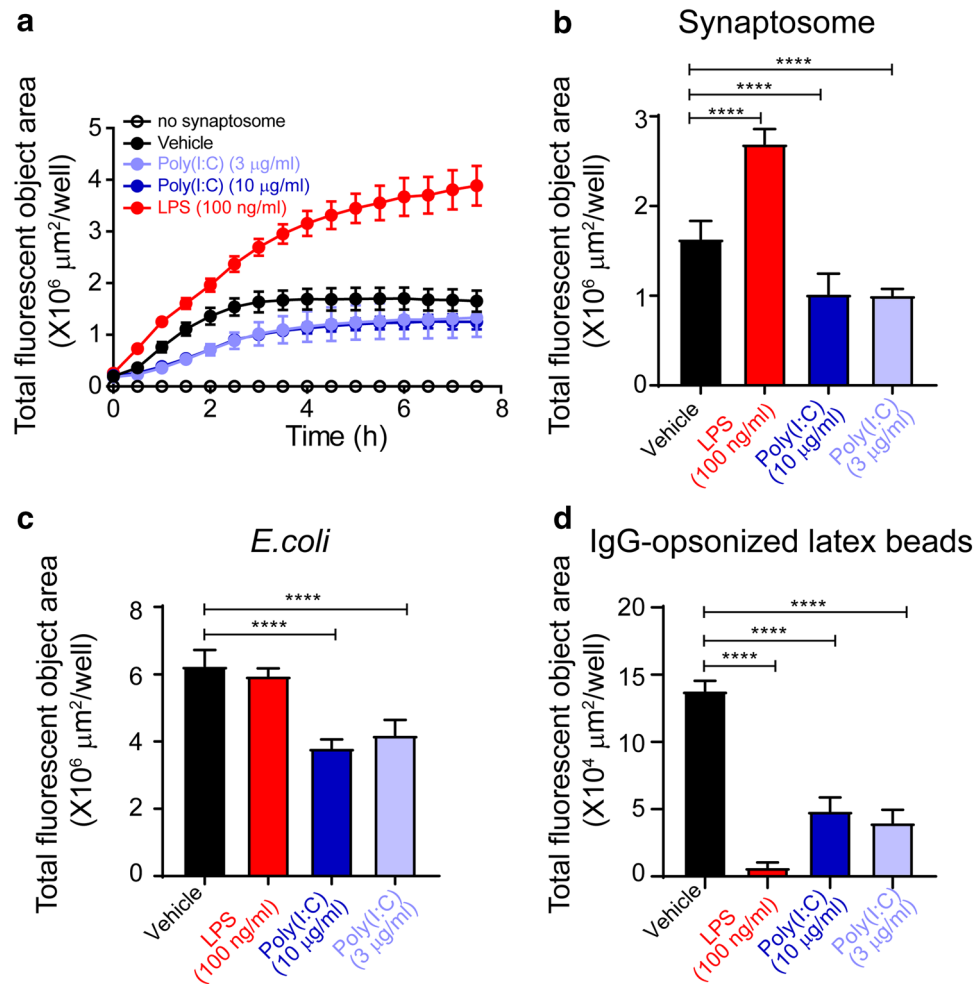 a
Total fluorescent object area
(X10⁶ μm²/well)
no synaptosome
Vehicle
Poly(I:C) (3 μg/ml)
Poly(I:C) (10 μg/ml)
LPS (100 ng/ml)
5
4
3
2
1
0
0 2 4 6 8
Time (h)
b
Synaptosome
Total fluorescent object area
(X10⁶ μm²/well)
****
****
****
3
2
1
0
Vehicle
LPS
(100 ng/ml)
Poly(I:C)
(10 μg/ml)
Poly(I:C)
(3 μg/ml)
c
E.coli
Total fluorescent object area
(X10⁶ μm²/well)
****
****
8
6
4
2
0
Vehicle
LPS
(100 ng/ml)
Poly(I:C)
(10 μg/ml)
Poly(I:C)
(3 μg/ml)
d
IgG-opsonized latex beads
Total fluorescent object area
(X10⁴ μm²/well)
****
****
****
20
15
10
5
0
Vehicle
LPS
(100 ng/ml)
Poly(I:C)
(10 μg/ml)
Poly(I:C)
(3 μg/ml)